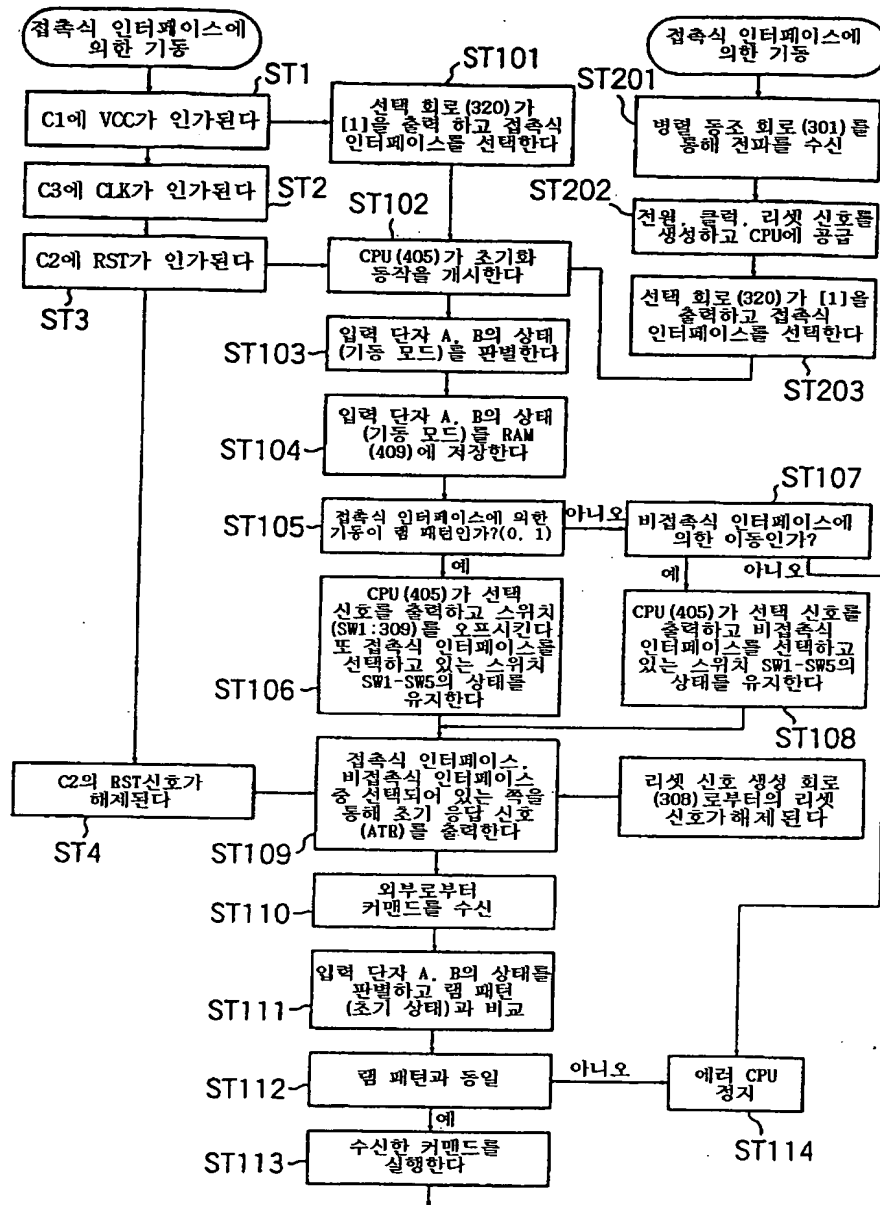 접촉식 인터페이스에
의한 기동
ST1
C1에 VCC가 인가된다
C3에 CLK가 인가된다
ST2
C2에 RST가 인가된다
ST3
ST101
선택 회로(320)가
[1]을 출력 하고 접촉식
인터페이스를 선택한다
ST102
CPU(405)가 초기화
동작을 개시한다
접촉식 인터페이스에
의한 기동
ST201
병렬 동조 회로(301)를
통해 전파를 수신
ST202
전원, 클럭, 리셋 신호를
생성하고 CPU에 공급
선택 회로(320)가 [1]을
출력하고 접촉식
인터페이스를 선택한다
ST203
입력 단자 A, B의 상태
(기동 모드)를 판별한다
ST103
입력 단자 A, B의 상태
(기동 모드)를 RAM
(409)에 저장한다
ST104
접촉식 인터페이스에 의한
기동이 램 패턴인가?(0, 1)
ST105
아니오
예
ST107
비접촉식 인터페이스에
의한 이동인가?
예
아니오
CPU(405)가 선택
신호를 출력하고 스위치
(SW1:309)를 오프시킨다
또 접촉식 인터페이스를
선택하고 있는 스위치
SW1-SW5의 상태를
유지한다
ST106
CPU(405)가 선택 신호를
출력하고 비접촉식
인터페이스를 선택하고
있는 스위치 SW1-SW5의
상태를 유지한다
ST108
C2의 RST신호가
해제된다
ST4
접촉식 인터페이스,
비접촉식 인터페이스
중 선택되어 있는 쪽을
통해 초기 응답 신호
(ATR)를 출력한다
ST109
리셋 신호 생성 회로
(308)로부터의 리셋
신호가해제된다
외부로부터
커맨드를 수신
ST110
입력 단자 A, B의 상태를
판별하고 램 패턴
(초기 상태)과 비교
ST111
램 패턴과 동일
ST112
아니오
예
에러 CPU
정지
ST114
수신한 커맨드를
실행한다
ST113